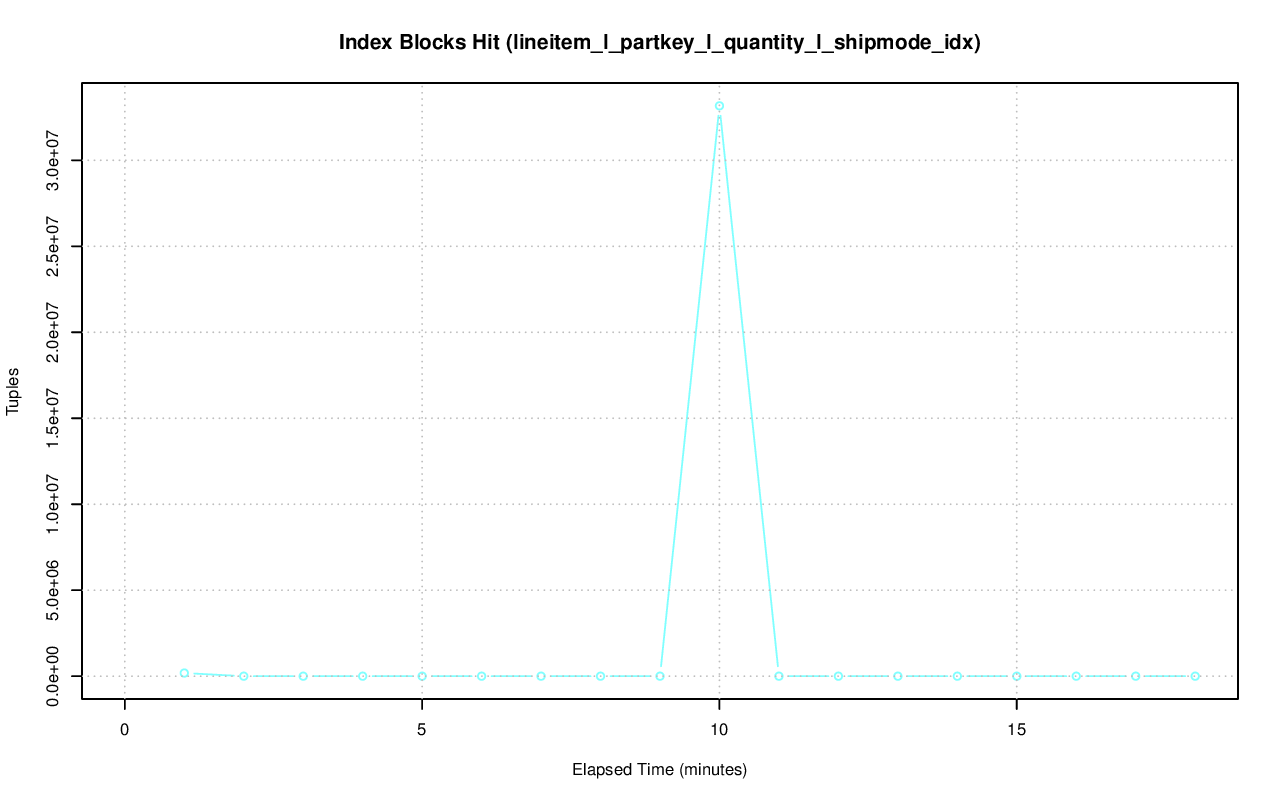 Index Blocks Hit (lineitem_l_partkey_l_quantity_l_shipmode_idx)
Tuples
3.0e+07
2.5e+07
2.0e+07
1.5e+07
1.0e+07
5.0e+06
0.0e+00
0 5 10 15
Elapsed Time (minutes)